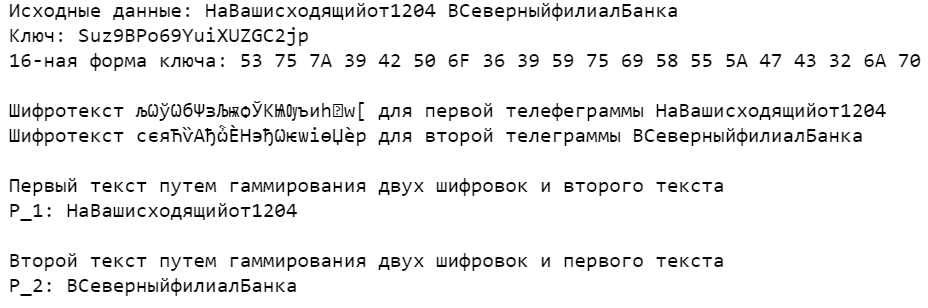 Исходные данные: НаВашисходящийот1204 ВСеверныйфилиалБанка
Ключ: Suz9BPo69YuiXUZGC2jp
16-ная форма ключа: 53 75 7A 39 42 50 6F 36 39 59 75 69 58 55 5A 47 43 32 6A 70
Шифротекст љѠўѠбѰзЉѫѻЎКѨѸъиhw[ для первой телефеграммы НаВашисходящийот1204
Шифротекст сєяЋѷАђѽЀНэђѠѥѡіѳЏѐр для второй телеграммы ВСеверныйфилиалБанка
Первый текст путем гаммирования двух шифровок и второго текста
P_1: НаВашисходящийот1204
Второй текст путем гаммирования двух шифровок и первого текста
P_2: ВСеверныйфилиалБанка